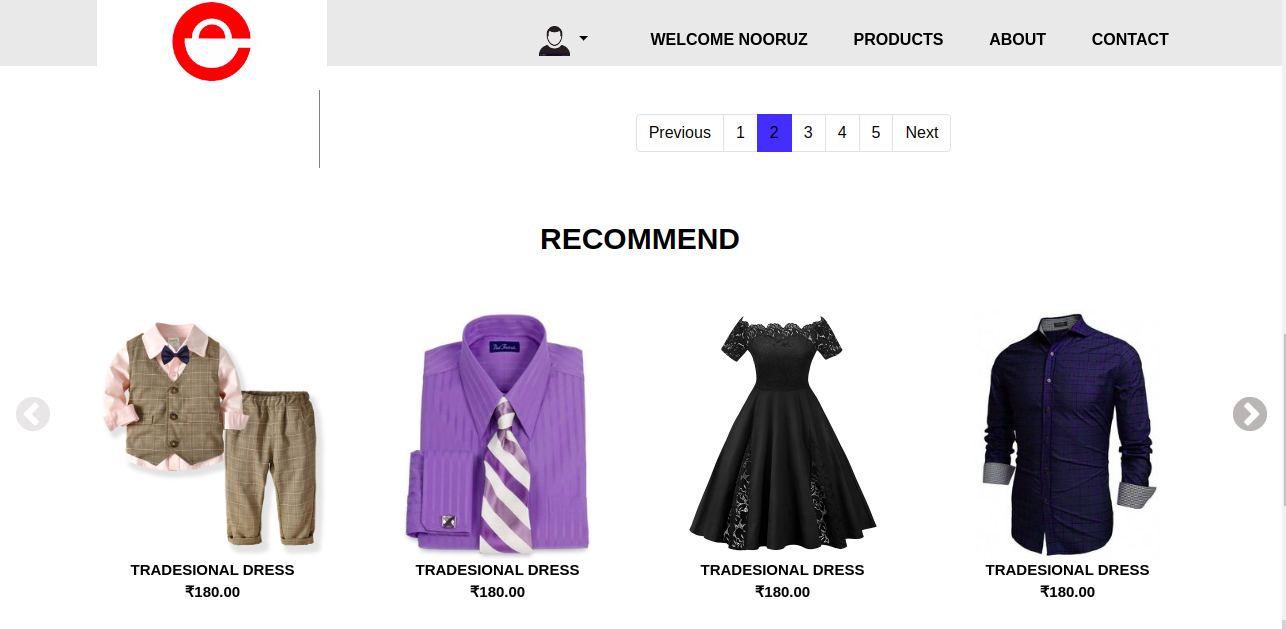 WELCOME NOORUZ PRODUCTS ABOUT CONTACT
Previous 1 2 3 4 5 Next
RECOMMEND
TRADESIONAL DRESS TRADESIONAL DRESS TRADESIONAL DRESS TRADESIONAL DRESS
₹180.00 ₹180.00 ₹180.00 ₹180.00